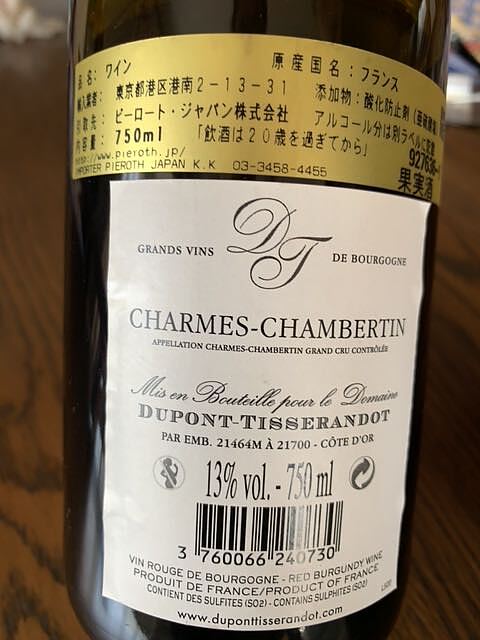 品名: ワイン
原産国名: フランス
輸入業者: 東京都港区港南2-13-31
添加物: 酸化防止剤
引取先: ピーロート・ジャパン株式会社
アルコール分は別ラベルに
内容量: 750ml 「飲酒は20歳を過ぎてから」
http://www.pieroth.jp/
IMPORTER PIEROTH JAPAN K.K 03-3458-4455
果実酒
DT
GRANDS VINS DE BOURGOGNE
CHARMES-CHAMBERTIN
APPELLATION CHARMES-CHAMBERTIN GRAND CRU CONTRÔLÉE
Mis en Bouteille pour le Domaine
DUPONT-TISSERANDOT
PAR EMB. 21464M À 21700 - CÔTE D'OR
13% vol. - 750 ml
3 760066 240730
VIN ROUGE DE BOURGOGNE - RED BURGUNDY WINE
PRODUIT DE FRANCE/PRODUCT OF FRANCE
CONTIENT DES SULFITES (SO2) - CONTAINS SULPHITES (SO2)
www.duponttisserandot.com